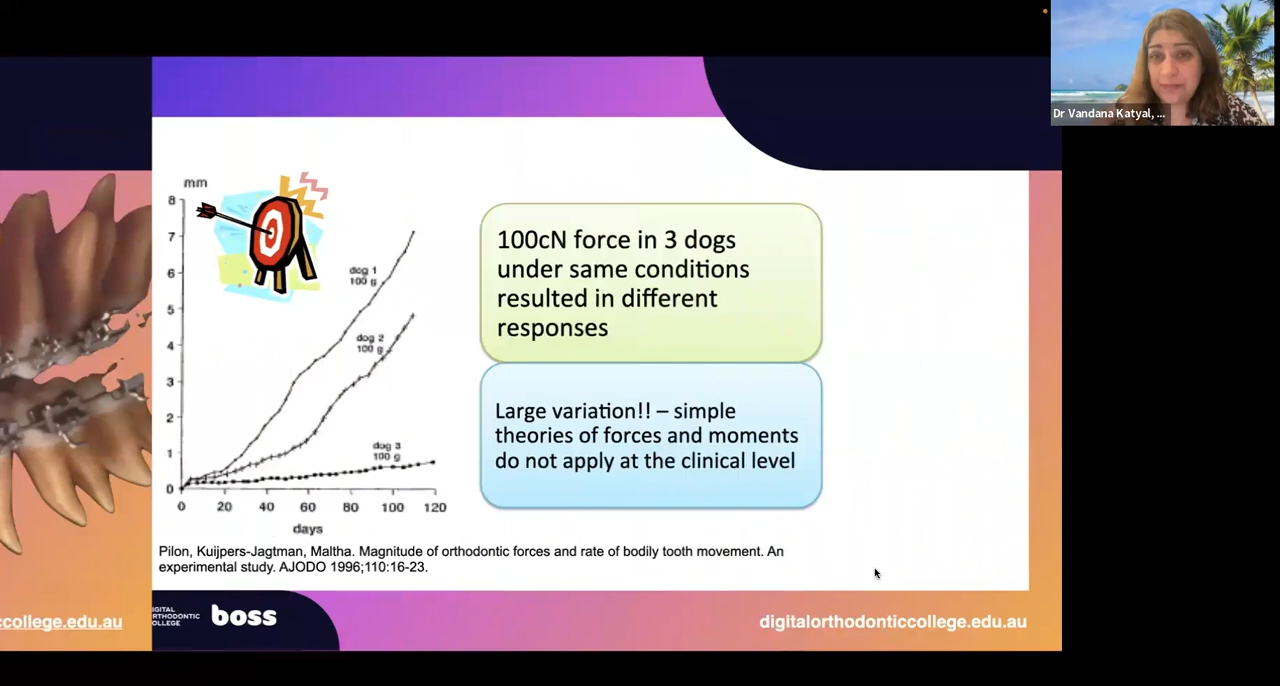 Dr Vandana Katyal, ...
mm
8
7
6
5
4
3
2
1
0
0 20 40 60 80 100 120
days
dog 1
100 g
dog 2
100 g
dog 3
100 g
100cN force in 3 dogs
under same conditions
resulted in different
responses
Large variation!! – simple
theories of forces and moments
do not apply at the clinical level
Pilon, Kuijpers-Jagtman, Maltha. Magnitude of orthodontic forces and rate of bodily tooth movement. An
experimental study. AJODO 1996;110:16-23.
ccollege.edu.au
IGITAL
ORTHODONTIC
COLLEGE
boss
digitalorthodonticcollege.edu.au